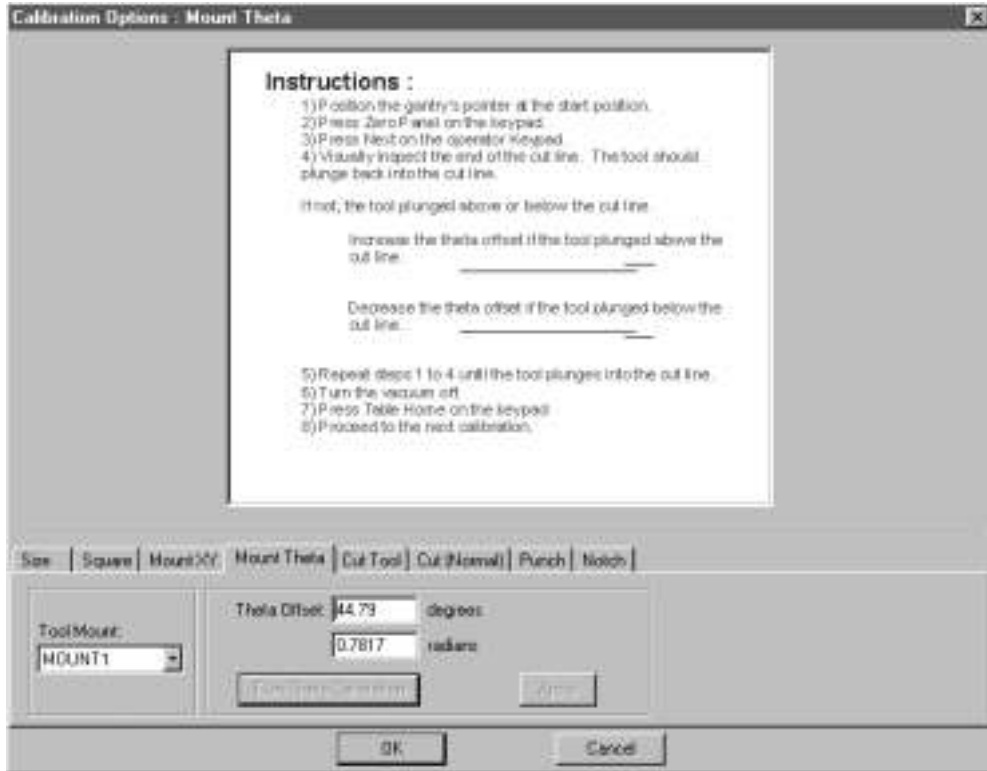 Calibration Options : Mount Theta
Instructions :
1) Position the gantry's pointer at the start position.
2) Press Zero Panel on the keypad.
3) Press Next on the operator Keypad.
4) Visually inspect the end of the cut line. The tool should
plunge back into the cut line.
If not, the tool plunged above or below the cut line.
Increase the theta offset if the tool plunged above the
cut line.
Decrease the theta offset if the tool plunged below the
cut line.
5) Repeat steps 1 to 4 until the tool plunges into the cut line.
6) Turn the vacuum off.
7) Press Table Home on the keypad
8) Proceed to the next calibration.
Size Square Mount XY Mount Theta Cut Tool Cut (Normal) Punch Notch
Theta Offset: 44.79 degrees
Tool Mount:
0.7817 radians
MOUNT1
OK Cancel